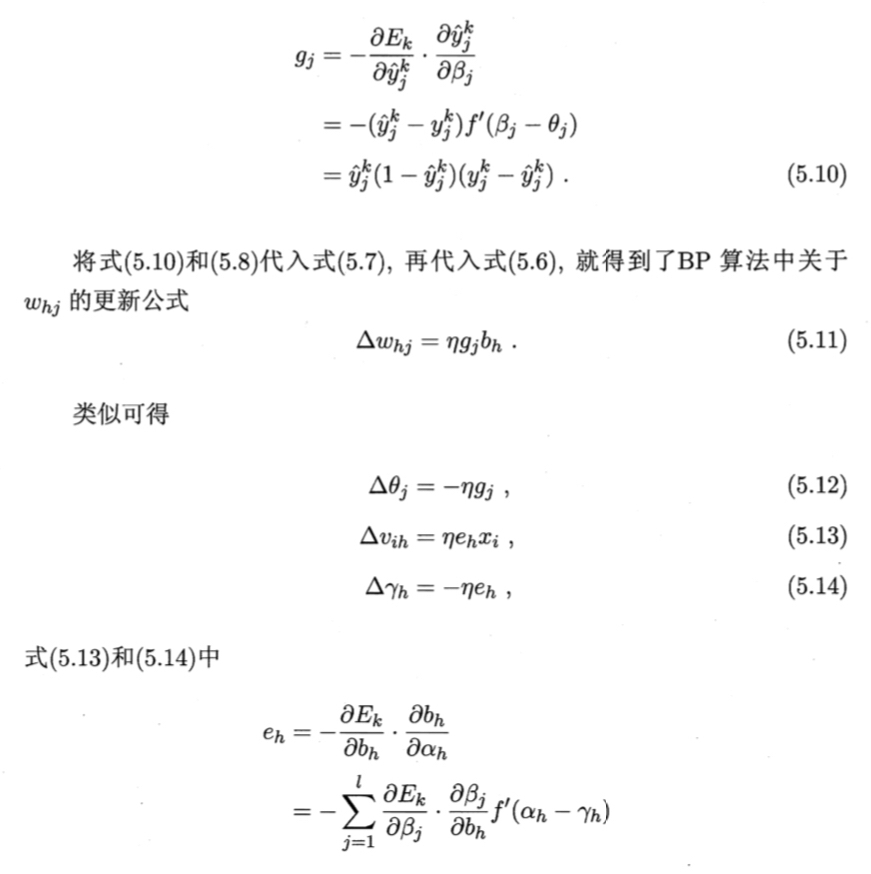 g_j = -\frac{\partial E_k}{\partial \hat{y}_j^k} \cdot \frac{\partial \hat{y}_j^k}{\partial \beta_j}
= -(\hat{y}_j^k - y_j^k) f'(\beta_j - \theta_j)
= \hat{y}_j^k (1 - \hat{y}_j^k)(y_j^k - \hat{y}_j^k) . (5.10)
将式(5.10)和(5.8)代入式(5.7), 再代入式(5.6), 就得到了BP 算法中关于
w_{hj} 的更新公式
\Delta w_{hj} = \eta g_j b_h . (5.11)
类似可得
\Delta \theta_j = -\eta g_j , (5.12)
\Delta v_{ih} = \eta e_h x_i , (5.13)
\Delta \gamma_h = -\eta e_h , (5.14)
式(5.13)和(5.14)中
e_h = -\frac{\partial E_k}{\partial b_h} \cdot \frac{\partial b_h}{\partial \alpha_h}
= -\sum_{j=1}^{l} \frac{\partial E_k}{\partial \beta_j} \cdot \frac{\partial \beta_j}{\partial b_h} f'(\alpha_h - \gamma_h)